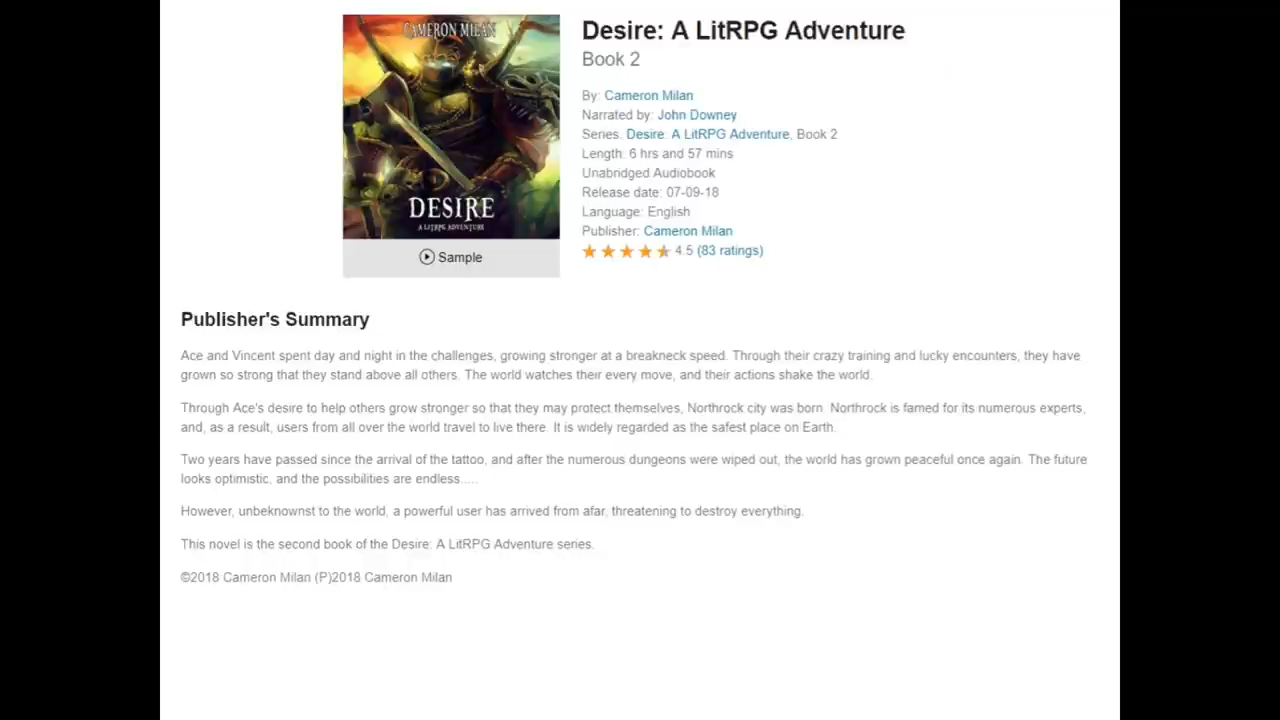 CAMERON MILAN
DESIRE
A LITRPG ADVENTURE
Sample
Desire: A LitRPG Adventure
Book 2
By: Cameron Milan
Narrated by: John Downey
Series: Desire: A LitRPG Adventure, Book 2
Length: 6 hrs and 57 mins
Unabridged Audiobook
Release date: 07-09-18
Language: English
Publisher: Cameron Milan
4.5 (83 ratings)
Publisher's Summary
Ace and Vincent spent day and night in the challenges, growing stronger at a breakneck speed. Through their crazy training and lucky encounters, they have
grown so strong that they stand above all others. The world watches their every move, and their actions shake the world.
Through Ace's desire to help others grow stronger so that they may protect themselves, Northrock city was born. Northrock is famed for its numerous experts,
and, as a result, users from all over the world travel to live there. It is widely regarded as the safest place on Earth.
Two years have passed since the arrival of the tattoo, and after the numerous dungeons were wiped out, the world has grown peaceful once again. The future
looks optimistic, and the possibilities are endless.....
However, unbeknownst to the world, a powerful user has arrived from afar, threatening to destroy everything.
This novel is the second book of the Desire: A LitRPG Adventure series.
©2018 Cameron Milan (P)2018 Cameron Milan